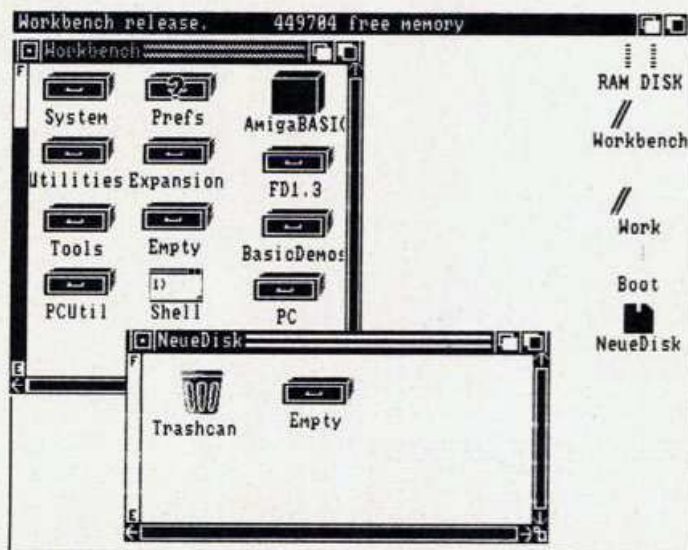 Workbench release. 449704 free memory
Workbench
RAM DISK
System Prefs AmigaBASIC
Workbench
Utilities Expansion FD1.3
Work
Tools Empty BasicDemos
Boot
PCUtil Shell PC
1)
NeueDisk
NeueDisk
Trashcan Empty
F
E
F
E